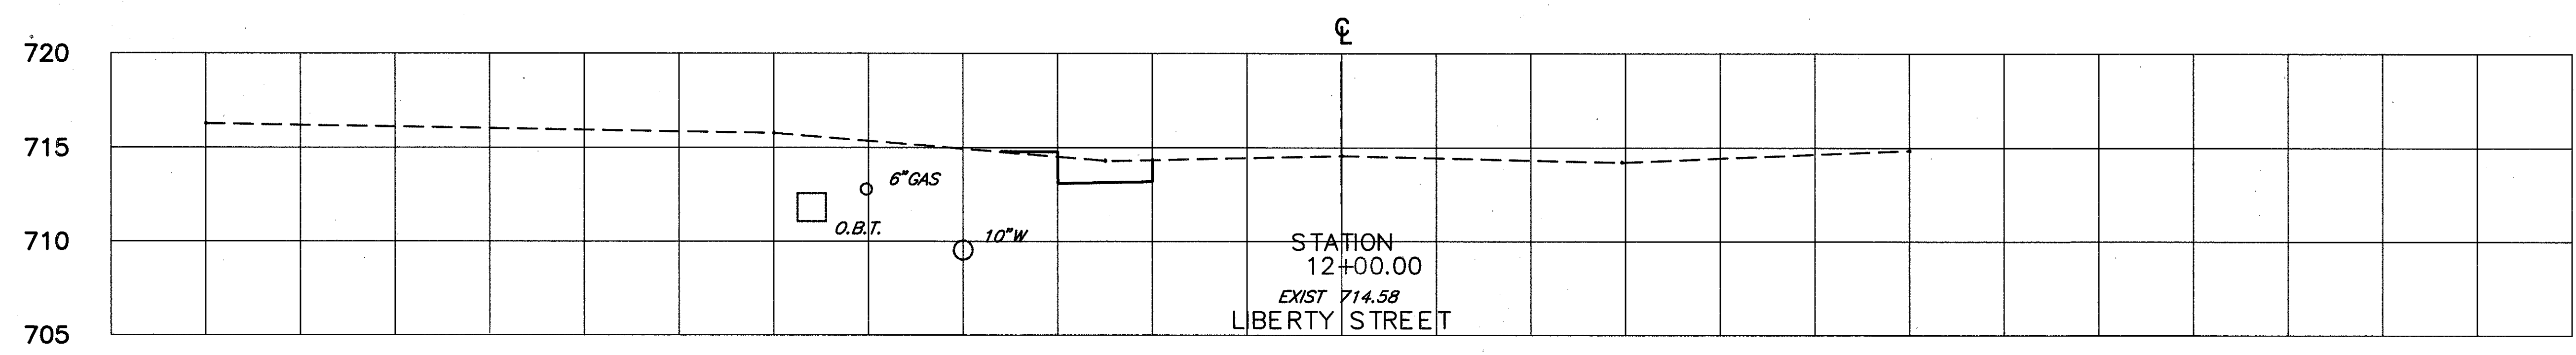 ℄
720
715
6"GAS
O.B.T.
710
10"W
STATION
12+00.00
EXIST 714.58
LIBERTY STREET
705